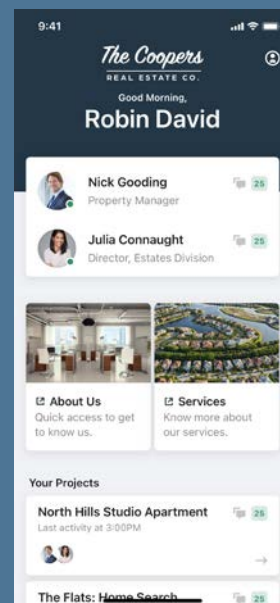 9:41
The Coopers
REAL ESTATE CO.
Good Morning,
Robin David
Nick Gooding
25
Property Manager
Julia Connaught
25
Director, Estates Division
About Us
Quick access to get
to know us.
Services
Know more about
our services.
Your Projects
North Hills Studio Apartment
25
Last activity at 3:00PM
The Flats: Home Search
25